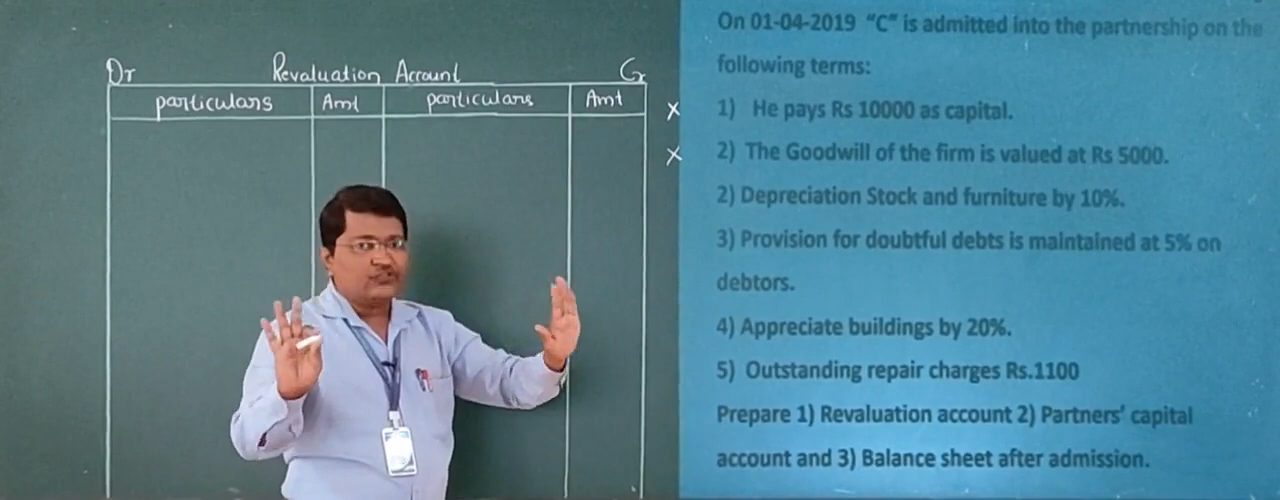 Dr Revaluation Account Cr
particulars Amt particulars Amt
x
x
On 01-04-2019 “C” is admitted into the partnership on the
following terms:
1) He pays Rs 10000 as capital.
2) The Goodwill of the firm is valued at Rs 5000.
2) Depreciation Stock and furniture by 10%.
3) Provision for doubtful debts is maintained at 5% on
debtors.
4) Appreciate buildings by 20%.
5) Outstanding repair charges Rs.1100
Prepare 1) Revaluation account 2) Partners’ capital
account and 3) Balance sheet after admission.